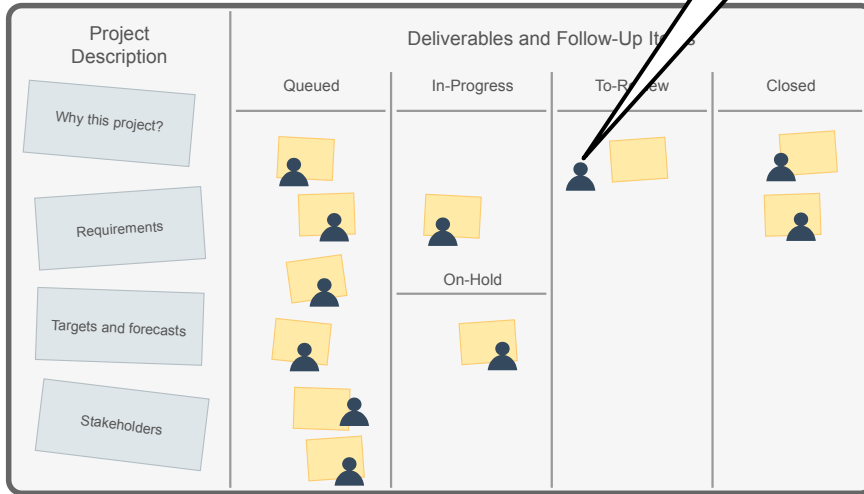 Project
Description
Deliverables and Follow-Up
Queued
In-Progress
Closed
Why this project?
Requirements
On-Hold
Targets and forecasts
Stakeholders